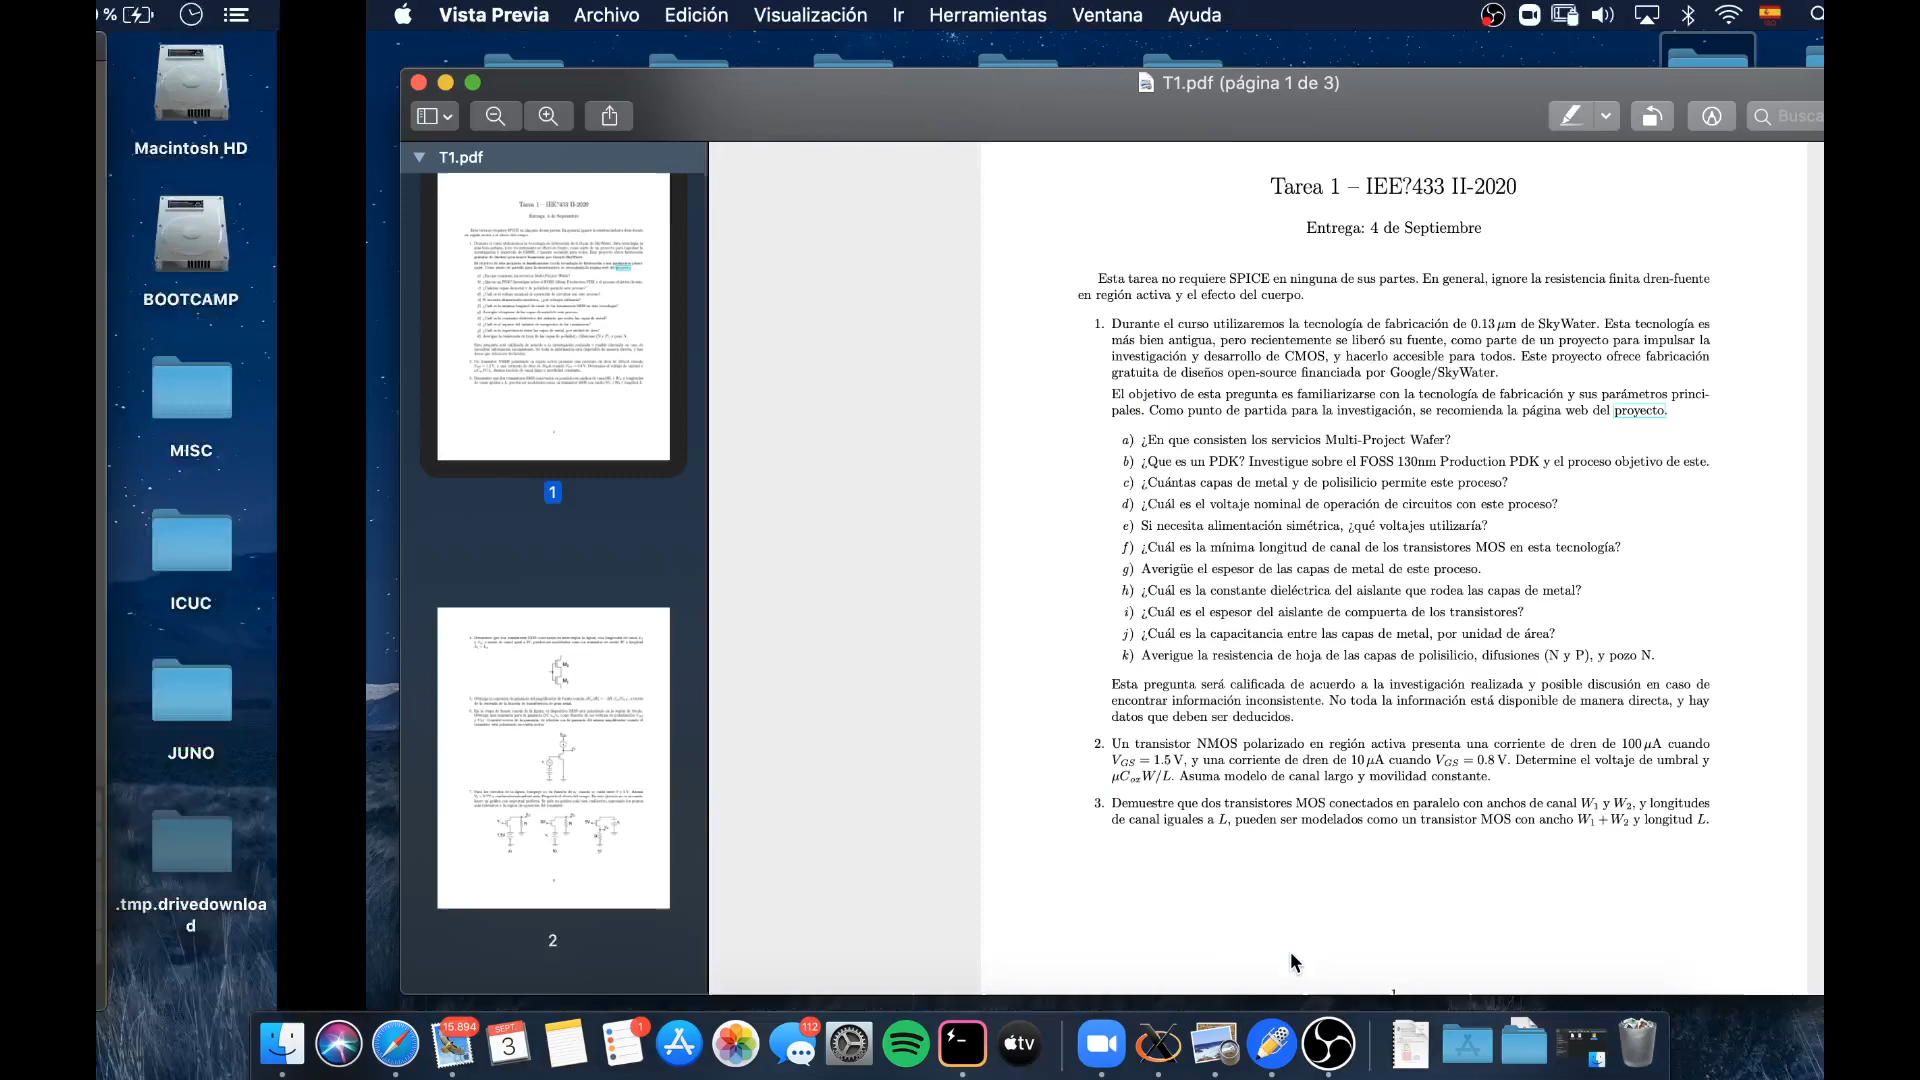 %
Vista Previa Archivo Edición Visualización Ir Herramientas Ventana Ayuda
Macintosh HD
BOOTCAMP
MISC
ICUC
JUNO
.tmp.drivedownloa
d
T1.pdf (página 1 de 3)
Busca
T1.pdf
1
2
Tarea 1 – IEE?433 II-2020
Entrega: 4 de Septiembre
Esta tarea no requiere SPICE en ninguna de sus partes. En general, ignore la resistencia finita dren-fuente
en región activa y el efecto del cuerpo.
1. Durante el curso utilizaremos la tecnología de fabricación de 0.13 μm de SkyWater. Esta tecnología es
más bien antigua, pero recientemente se liberó su fuente, como parte de un proyecto para impulsar la
investigación y desarrollo de CMOS, y hacerlo accesible para todos. Este proyecto ofrece fabricación
gratuita de diseños open-source financiada por Google/SkyWater.
El objetivo de esta pregunta es familiarizarse con la tecnología de fabricación y sus parámetros princi-
pales. Como punto de partida para la investigación, se recomienda la página web del proyecto.
a) ¿En que consisten los servicios Multi-Project Wafer?
b) ¿Que es un PDK? Investigue sobre el FOSS 130nm Production PDK y el proceso objetivo de este.
c) ¿Cuántas capas de metal y de polisilicio permite este proceso?
d) ¿Cuál es el voltaje nominal de operación de circuitos con este proceso?
e) Si necesita alimentación simétrica, ¿qué voltajes utilizaría?
f) ¿Cuál es la mínima longitud de canal de los transistores MOS en esta tecnología?
g) Averigüe el espesor de las capas de metal de este proceso.
h) ¿Cuál es la constante dieléctrica del aislante que rodea las capas de metal?
i) ¿Cuál es el espesor del aislante de compuerta de los transistores?
j) ¿Cuál es la capacitancia entre las capas de metal, por unidad de área?
k) Averigue la resistencia de hoja de las capas de polisilicio, difusiones (N y P), y pozo N.
Esta pregunta será calificada de acuerdo a la investigación realizada y posible discusión en caso de
encontrar información inconsistente. No toda la información está disponible de manera directa, y hay
datos que deben ser deducidos.
2. Un transistor NMOS polarizado en región activa presenta una corriente de dren de 100 μA cuando
VGS = 1.5 V, y una corriente de dren de 10 μA cuando VGS = 0.8 V. Determine el voltaje de umbral y
μCoxW/L. Asuma modelo de canal largo y movilidad constante.
3. Demuestre que dos transistores MOS conectados en paralelo con anchos de canal W1 y W2, y longitudes
de canal iguales a L, pueden ser modelados como un transistor MOS con ancho W1 + W2 y longitud L.
15.894
SEPT.
3
1
112
tv